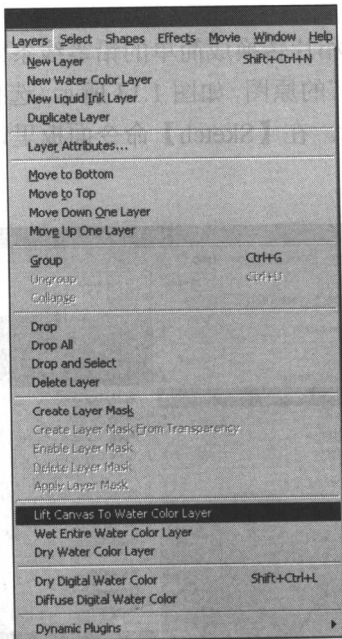 Layers Select Shapes Effects Movie Window Help
New Layer Shift+Ctrl+N
New Water Color Layer
New Liquid Ink Layer
Duplicate Layer
Layer Attributes...
Move to Bottom
Move to Top
Move Down One Layer
Move Up One Layer
Group Ctrl+G
Ungroup Ctrl+U
Collapse
Drop
Drop All
Drop and Select
Delete Layer
Create Layer Mask
Create Layer Mask From Transparency
Enable Layer Mask
Delete Layer Mask
Apply Layer Mask
Lift Canvas To Water Color Layer
Wet Entire Water Color Layer
Dry Water Color Layer
Dry Digital Water Color Shift+Ctrl+L
Diffuse Digital Water Color
Dynamic Plugins